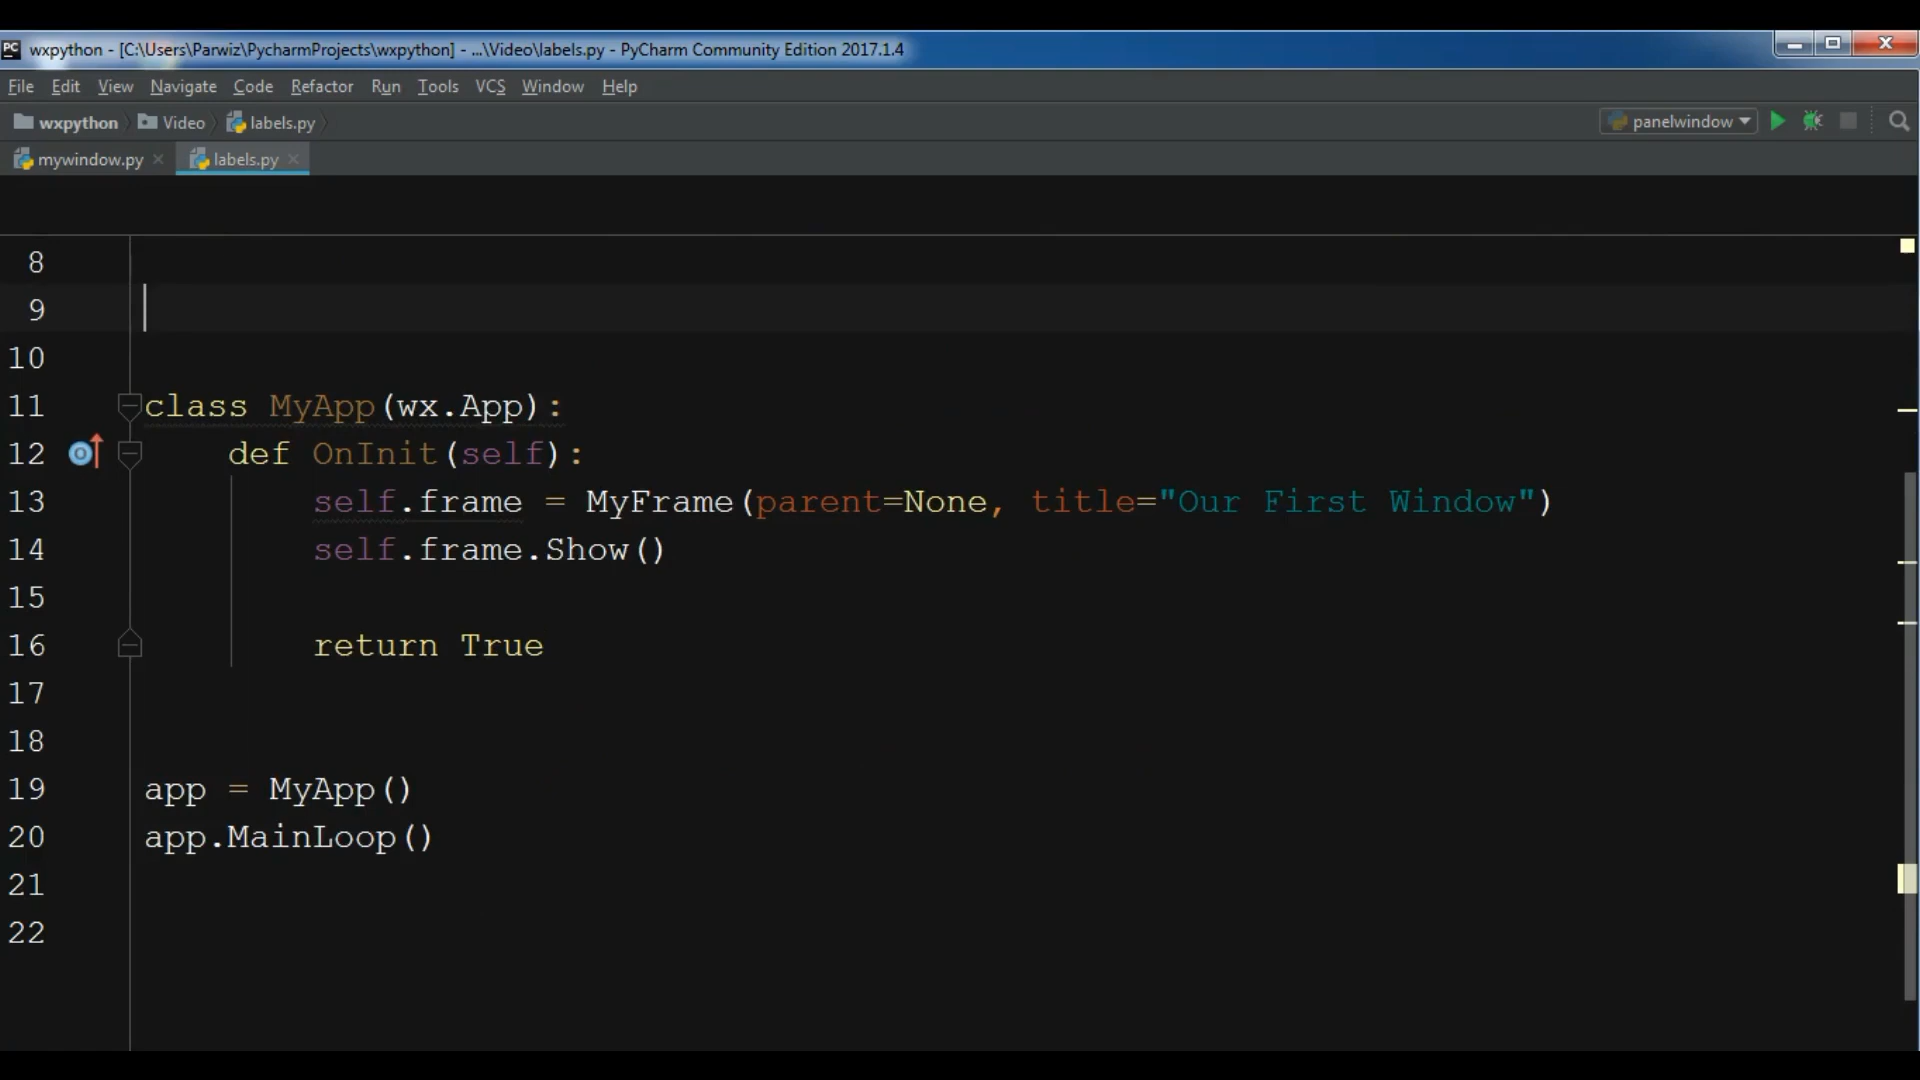 PC wxpython - [C:\Users\Parwiz\PycharmProjects\wxpython] - ...\Video\labels.py - PyCharm Community Edition 2017.1.4
File Edit View Navigate Code Refactor Run Tools VCS Window Help
wxpython Video labels.py panelwindow
mywindow.py labels.py
8
9
10
11 class MyApp(wx.App):
12 def OnInit(self):
13 self.frame = MyFrame(parent=None, title="Our First Window")
14 self.frame.Show()
15
16 return True
17
18
19 app = MyApp()
20 app.MainLoop()
21
22